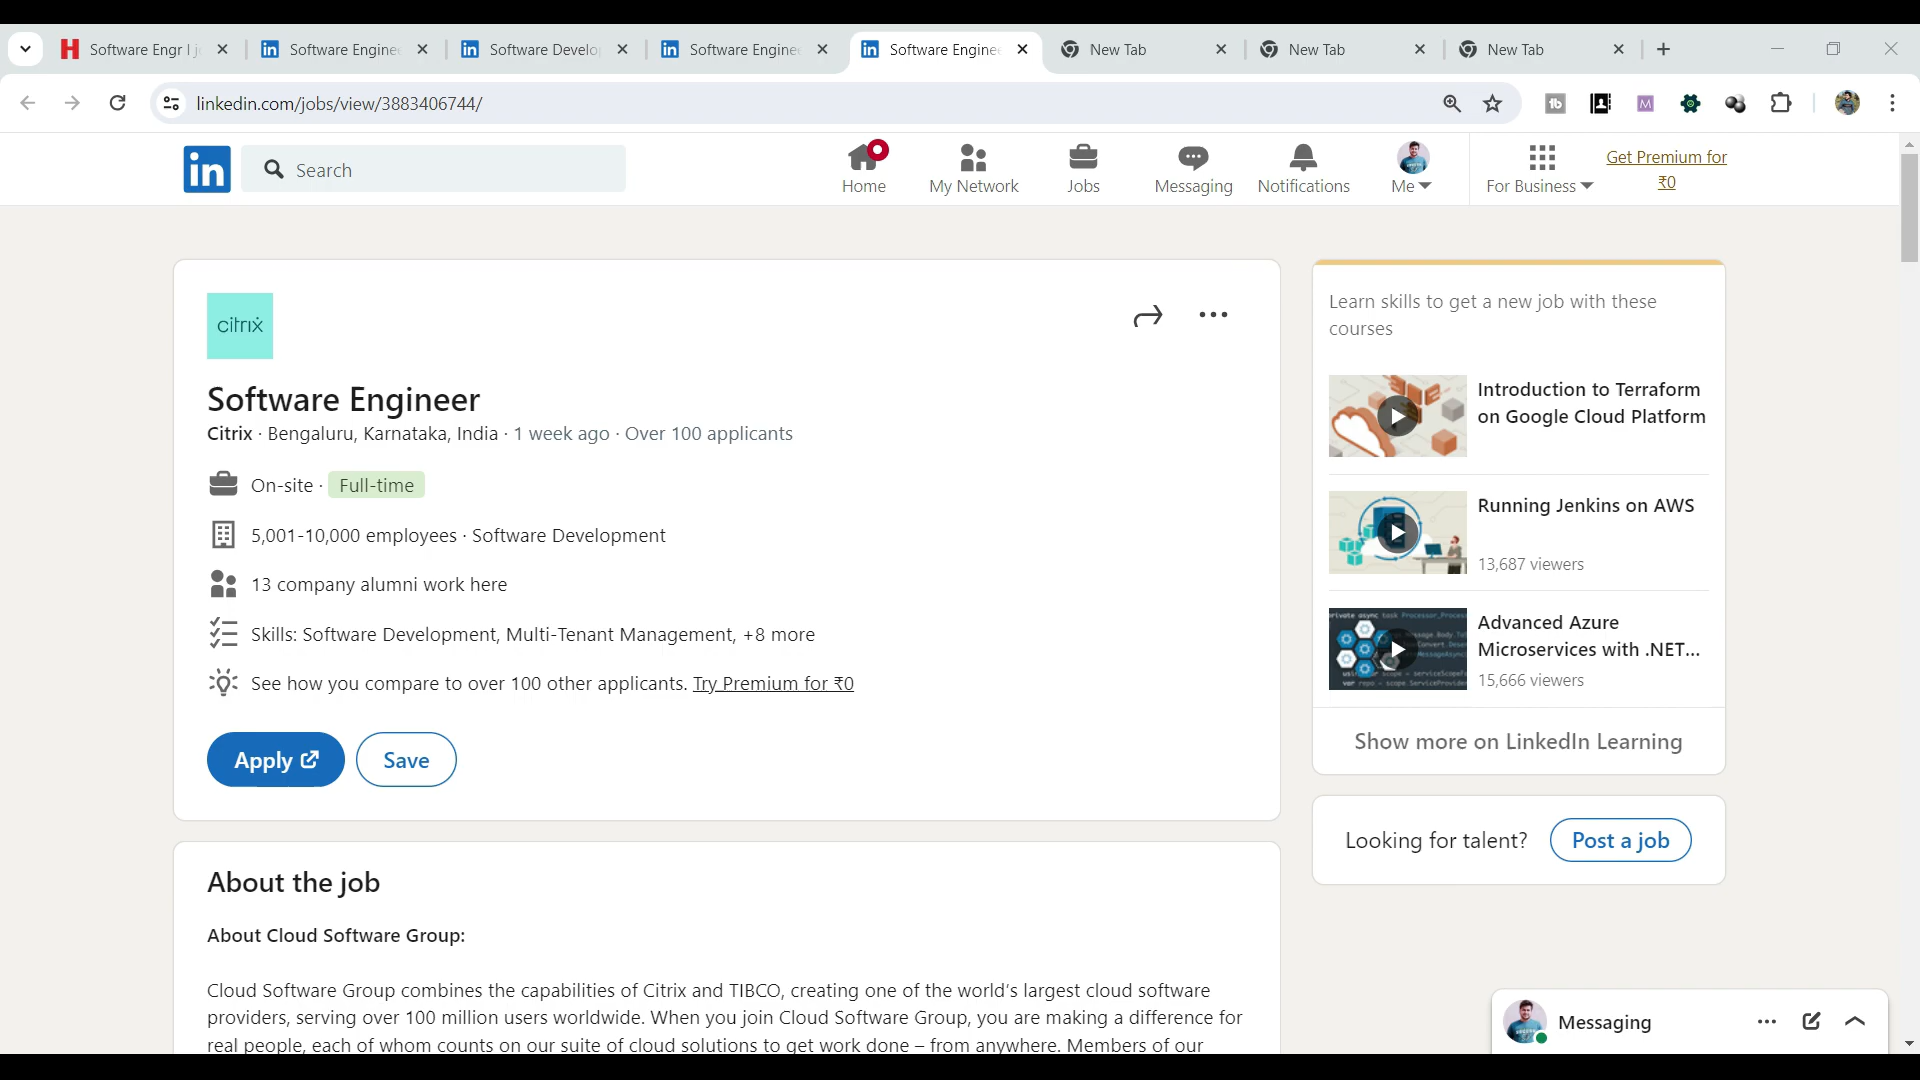 Software Engr I j
Software Engine
Software Develo
Software Enginee
Software Enginee
New Tab
New Tab
New Tab
linkedin.com/jobs/view/3883406744/
in
Search
Home
My Network
Jobs
Messaging
Notifications
Me
For Business
Get Premium for
₹0
citrix
Software Engineer
Citrix · Bengaluru, Karnataka, India · 1 week ago · Over 100 applicants
On-site · Full-time
5,001-10,000 employees · Software Development
13 company alumni work here
Skills: Software Development, Multi-Tenant Management, +8 more
See how you compare to over 100 other applicants. Try Premium for ₹0
Apply
Save
Learn skills to get a new job with these
courses
Introduction to Terraform
on Google Cloud Platform
Running Jenkins on AWS
13,687 viewers
Advanced Azure
Microservices with .NET...
15,666 viewers
Show more on LinkedIn Learning
Looking for talent?
Post a job
About the job
About Cloud Software Group:
Cloud Software Group combines the capabilities of Citrix and TIBCO, creating one of the world's largest cloud software
providers, serving over 100 million users worldwide. When you join Cloud Software Group, you are making a difference for
real people, each of whom counts on our suite of cloud solutions to get work done – from anywhere. Members of our
Messaging